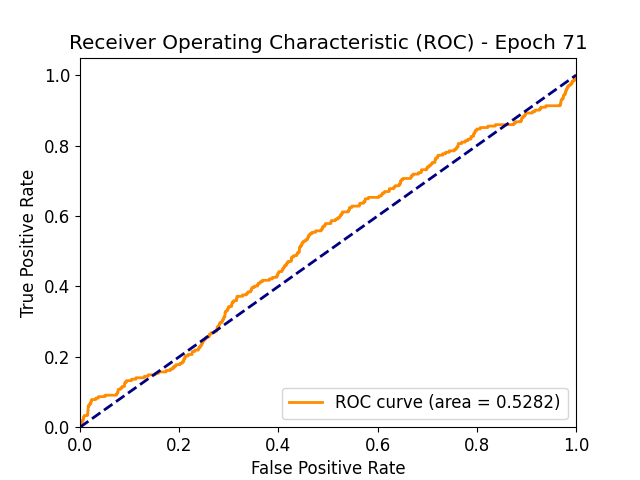 Receiver Operating Characteristic (ROC) - Epoch 71
True Positive Rate
1.0
0.8
0.6
0.4
0.2
0.0
ROC curve (area = 0.5282)
0.0 0.2 0.4 0.6 0.8 1.0
False Positive Rate